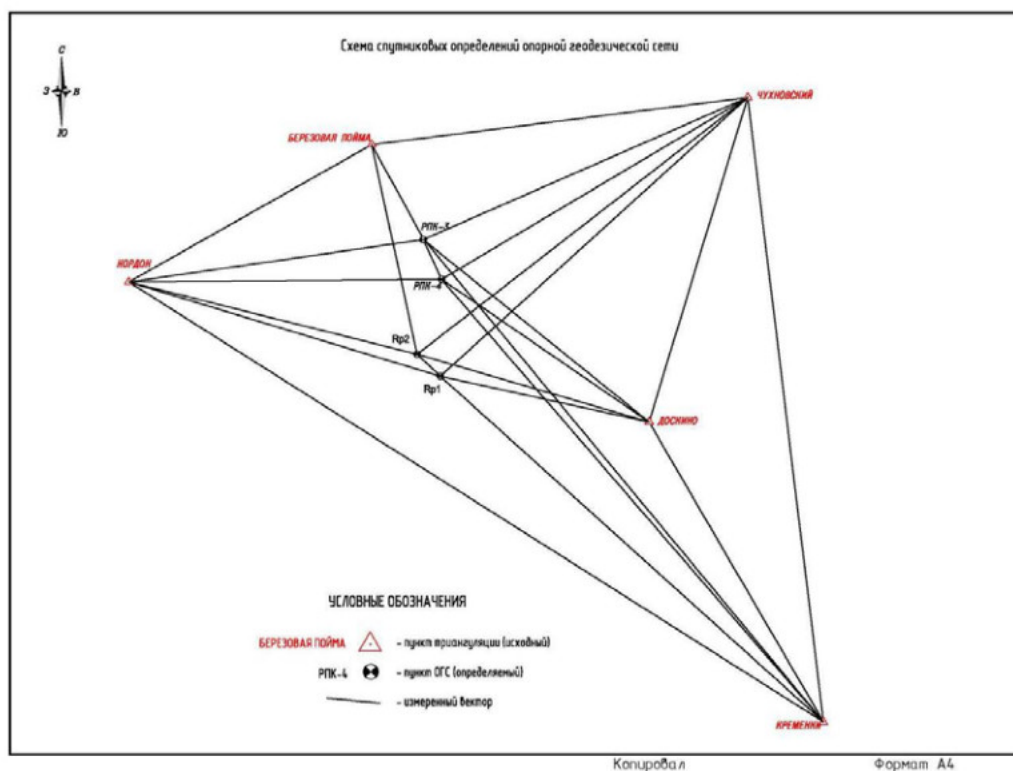 Схема спутниковых определений опорной геодезической сети
С
З В
Ю
ЧУХНОВСКИЙ
БЕРЕЗОВАЯ ПОЙМА
РПК-3
КОРДОН
РПК-4
Rp2
Rp1
ДОСКИНО
УСЛОВНЫЕ ОБОЗНАЧЕНИЯ
БЕРЕЗОВАЯ ПОЙМА - пункт триангуляции (исходный)
РПК-4 - пункт ОГС (определяемый)
- измеренный вектор
КРЕМЕНКИ
Копировал Формат А4